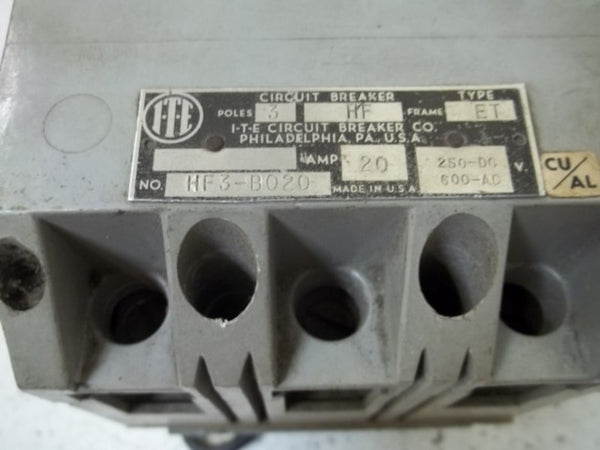 CIRCUIT BREAKER TYPE
I-T-E POLES 3 HF FRAME ET
I-T-E CIRCUIT BREAKER CO.
PHILADELPHIA, PA., U.S.A.
AMP. 20 250-DC V.
600-AC
NO. HF3-B020 MADE IN U.S.A.
CU/
AL